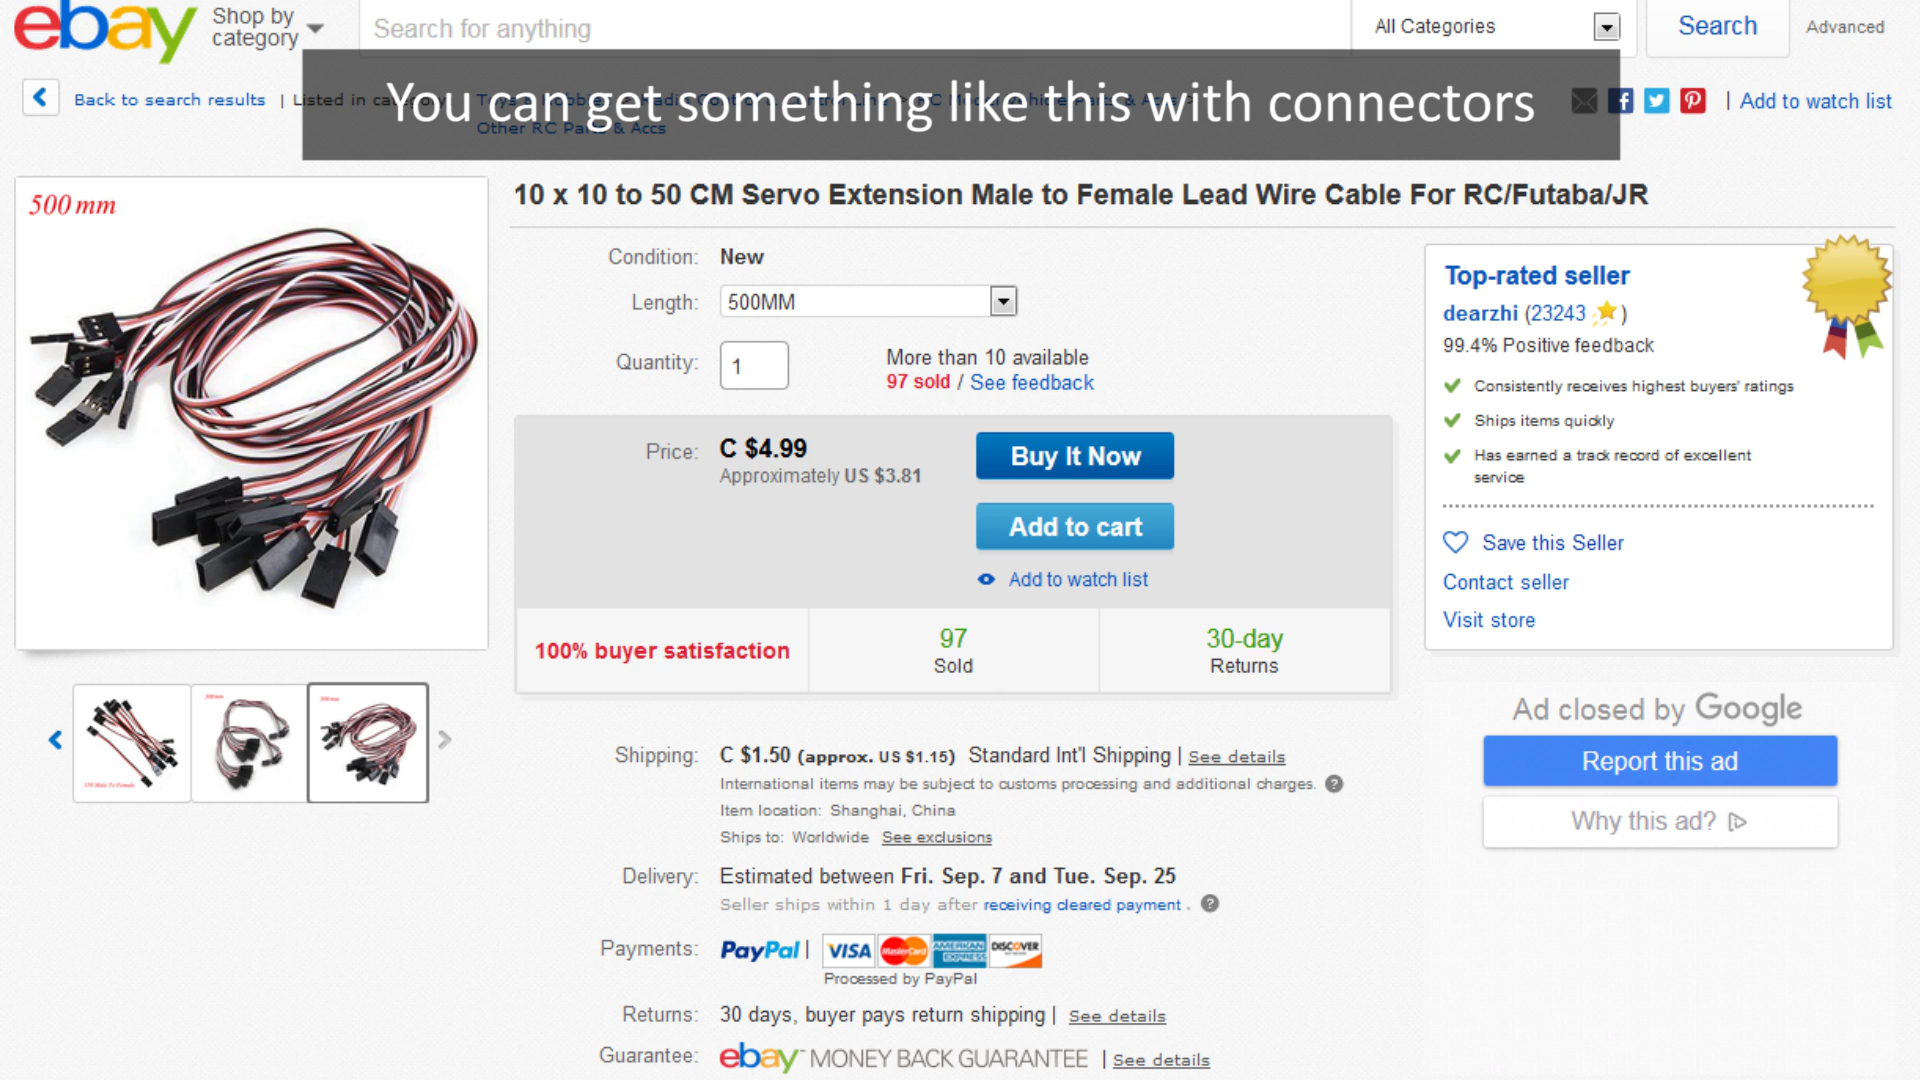 ebay
Shop by
category
Search for anything
All Categories
Search
Advanced
Back to search results | Listed in category:
You can get something like this with connectors
Other RC Parts & Accs
| Add to watch list
500 mm
10 x 10 to 50 CM Servo Extension Male to Female Lead Wire Cable For RC/Futaba/JR
Condition: New
Length: 500MM
Quantity: 1
More than 10 available
97 sold / See feedback
Price: C $4.99
Approximately US $3.81
Buy It Now
Add to cart
Add to watch list
100% buyer satisfaction
97
Sold
30-day
Returns
Top-rated seller
dearzhi (23243 )
99.4% Positive feedback
Consistently receives highest buyers' ratings
Ships items quickly
Has earned a track record of excellent
service
Save this Seller
Contact seller
Visit store
Ad closed by Google
Report this ad
Why this ad?
Shipping: C $1.50 (approx. US $1.15) Standard Int'l Shipping | See details
International items may be subject to customs processing and additional charges.
Item location: Shanghai, China
Ships to: Worldwide See exclusions
Delivery: Estimated between Fri. Sep. 7 and Tue. Sep. 25
Seller ships within 1 day after receiving cleared payment .
Payments: PayPal | VISA MasterCard AMERICAN EXPRESS DISCOVER
Processed by PayPal
Returns: 30 days, buyer pays return shipping | See details
Guarantee: ebay MONEY BACK GUARANTEE | See details